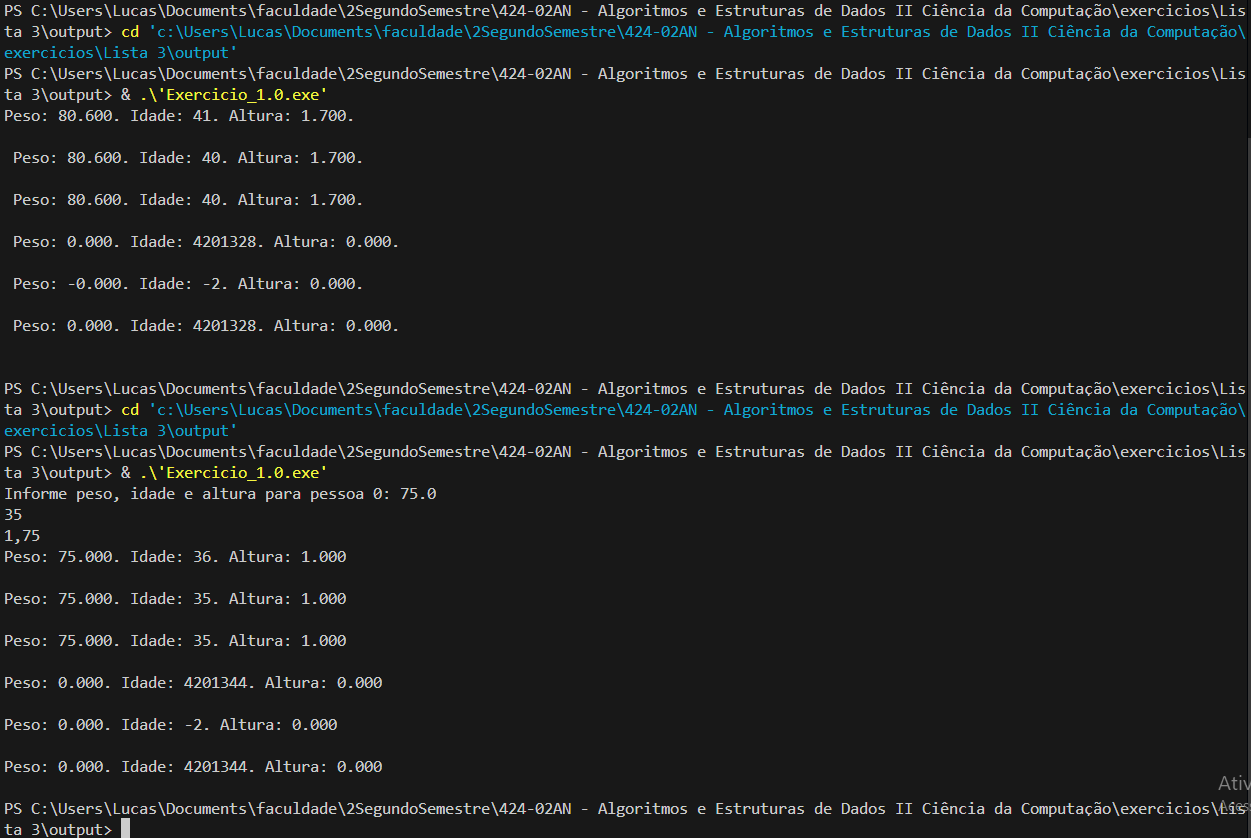 PS C:\Users\Lucas\Documents\faculdade\2SegundoSemestre\424-02AN - Algoritmos e Estruturas de Dados II Ciência da Computação\exercicios\Lis
ta 3\output> cd 'c:\Users\Lucas\Documents\faculdade\2SegundoSemestre\424-02AN - Algoritmos e Estruturas de Dados II Ciência da Computação\
exercicios\Lista 3\output'
PS C:\Users\Lucas\Documents\faculdade\2SegundoSemestre\424-02AN - Algoritmos e Estruturas de Dados II Ciência da Computação\exercicios\Lis
ta 3\output> & .\'Exercicio_1.0.exe'
Peso: 80.600. Idade: 41. Altura: 1.700.
Peso: 80.600. Idade: 40. Altura: 1.700.
Peso: 80.600. Idade: 40. Altura: 1.700.
Peso: 0.000. Idade: 4201328. Altura: 0.000.
Peso: -0.000. Idade: -2. Altura: 0.000.
Peso: 0.000. Idade: 4201328. Altura: 0.000.
PS C:\Users\Lucas\Documents\faculdade\2SegundoSemestre\424-02AN - Algoritmos e Estruturas de Dados II Ciência da Computação\exercicios\Lis
ta 3\output> cd 'c:\Users\Lucas\Documents\faculdade\2SegundoSemestre\424-02AN - Algoritmos e Estruturas de Dados II Ciência da Computação\
exercicios\Lista 3\output'
PS C:\Users\Lucas\Documents\faculdade\2SegundoSemestre\424-02AN - Algoritmos e Estruturas de Dados II Ciência da Computação\exercicios\Lis
ta 3\output> & .\'Exercicio_1.0.exe'
Informe peso, idade e altura para pessoa 0: 75.0
35
1,75
Peso: 75.000. Idade: 36. Altura: 1.000
Peso: 75.000. Idade: 35. Altura: 1.000
Peso: 75.000. Idade: 35. Altura: 1.000
Peso: 0.000. Idade: 4201344. Altura: 0.000
Peso: 0.000. Idade: -2. Altura: 0.000
Peso: 0.000. Idade: 4201344. Altura: 0.000
Ativ
PS C:\Users\Lucas\Documents\faculdade\2SegundoSemestre\424-02AN - Algoritmos e Estruturas de Dados II Ciência da Computação\exercicios\Lis
ta 3\output>